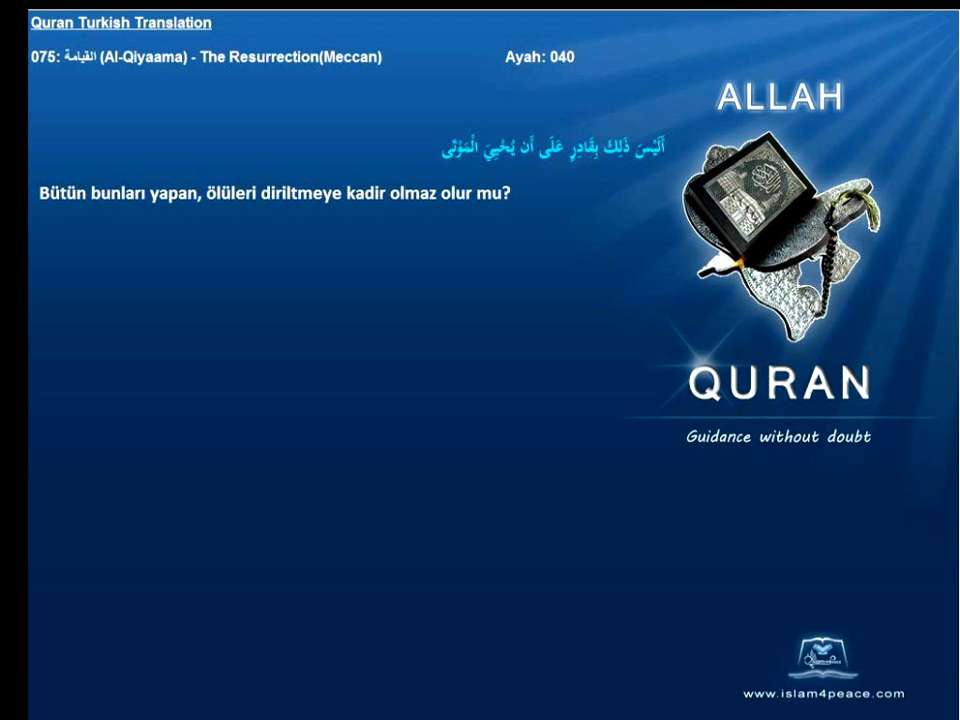 Quran Turkish Translation
075: القيامة (Al-Qiyaama) - The Resurrection(Meccan) Ayah: 040
ALLAH
أَلَيْسَ ذَلِكَ بِقَادِرٍ عَلَى أَن يُحْيِيَ الْمَوْتَى
Bütün bunları yapan, ölüleri diriltmeye kadir olmaz olur mu?
QURAN
Guidance without doubt
www.islam4peace.com